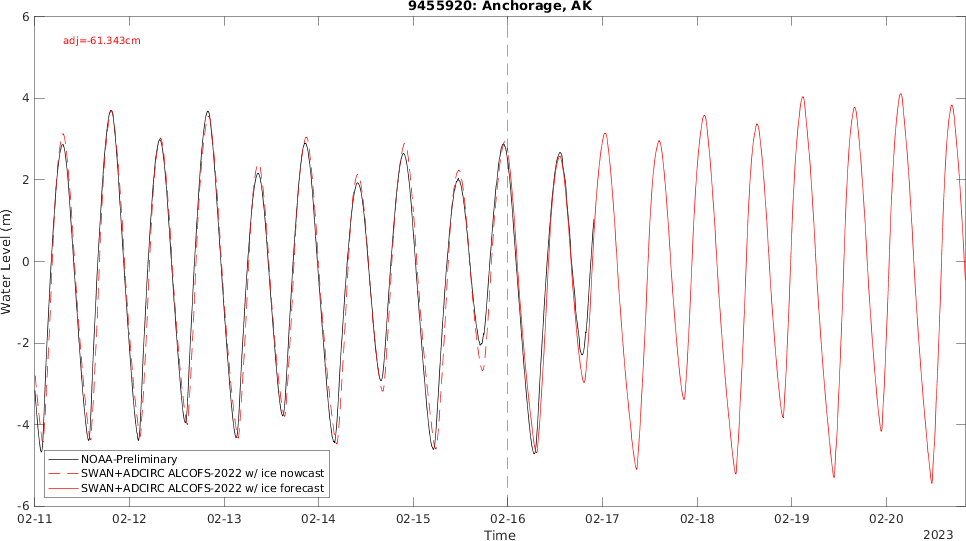 9455920: Anchorage, AK
adj=-61.343cm
Water Level (m)
6
4
2
0
-2
-4
-6
NOAA-Preliminary
SWAN+ADCIRC ALCOFS-2022 w/ ice nowcast
SWAN+ADCIRC ALCOFS-2022 w/ ice forecast
02-11 02-12 02-13 02-14 02-15 02-16 02-17 02-18 02-19 02-20
Time
2023